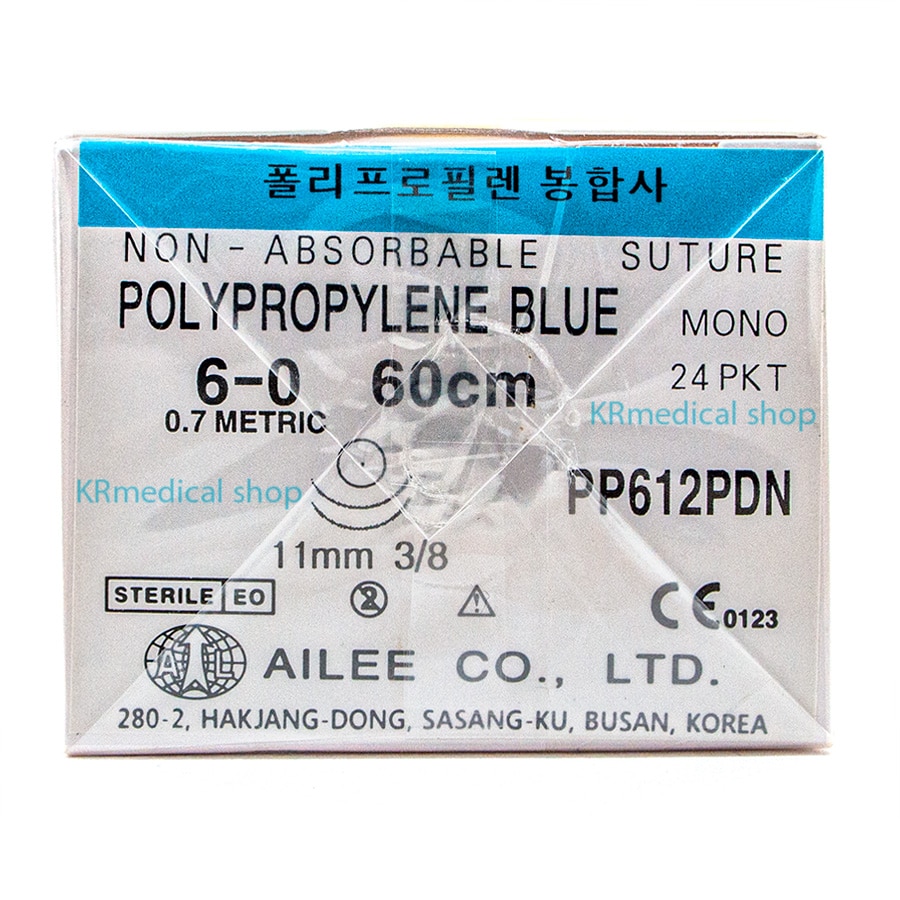 폴리프로필렌 봉합사
NON - ABSORBABLE SUTURE
POLYPROPYLENE BLUE MONO
6-0 60cm 24 PKT
0.7 METRIC
KRmedical shop
KRmedical shop
PP612PDN
11mm 3/8
STERILE EO
2
CE 0123
AL
AILEE CO., LTD.
280-2, HAKJANG-DONG, SASANG-KU, BUSAN, KOREA